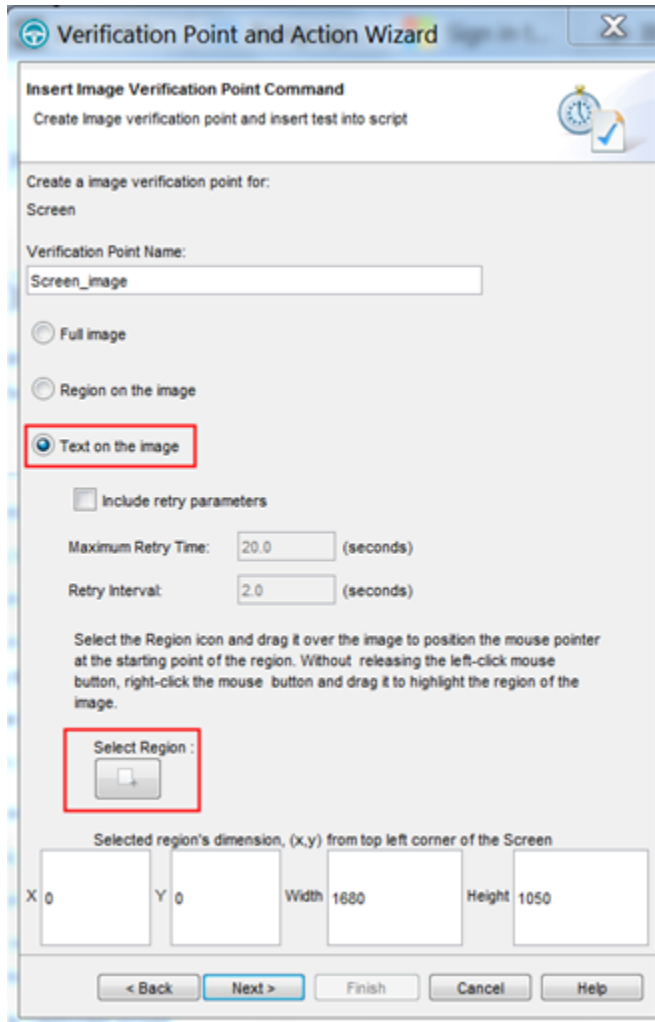 Verification Point and Action Wizard
Insert Image Verification Point Command
Create Image verification point and insert test into script
Create a image verification point for:
Screen
Verification Point Name:
Screen_image
Full image
Region on the image
Text on the image
Include retry parameters
Maximum Retry Time: 20.0 (seconds)
Retry Interval: 2.0 (seconds)
Select the Region icon and drag it over the image to position the mouse pointer
at the starting point of the region. Without releasing the left-click mouse
button, right-click the mouse button and drag it to highlight the region of the
image.
Select Region :
Selected region's dimension, (x,y) from top left corner of the Screen
X 0 Y 0 Width 1680 Height 1050
< Back Next > Finish Cancel Help